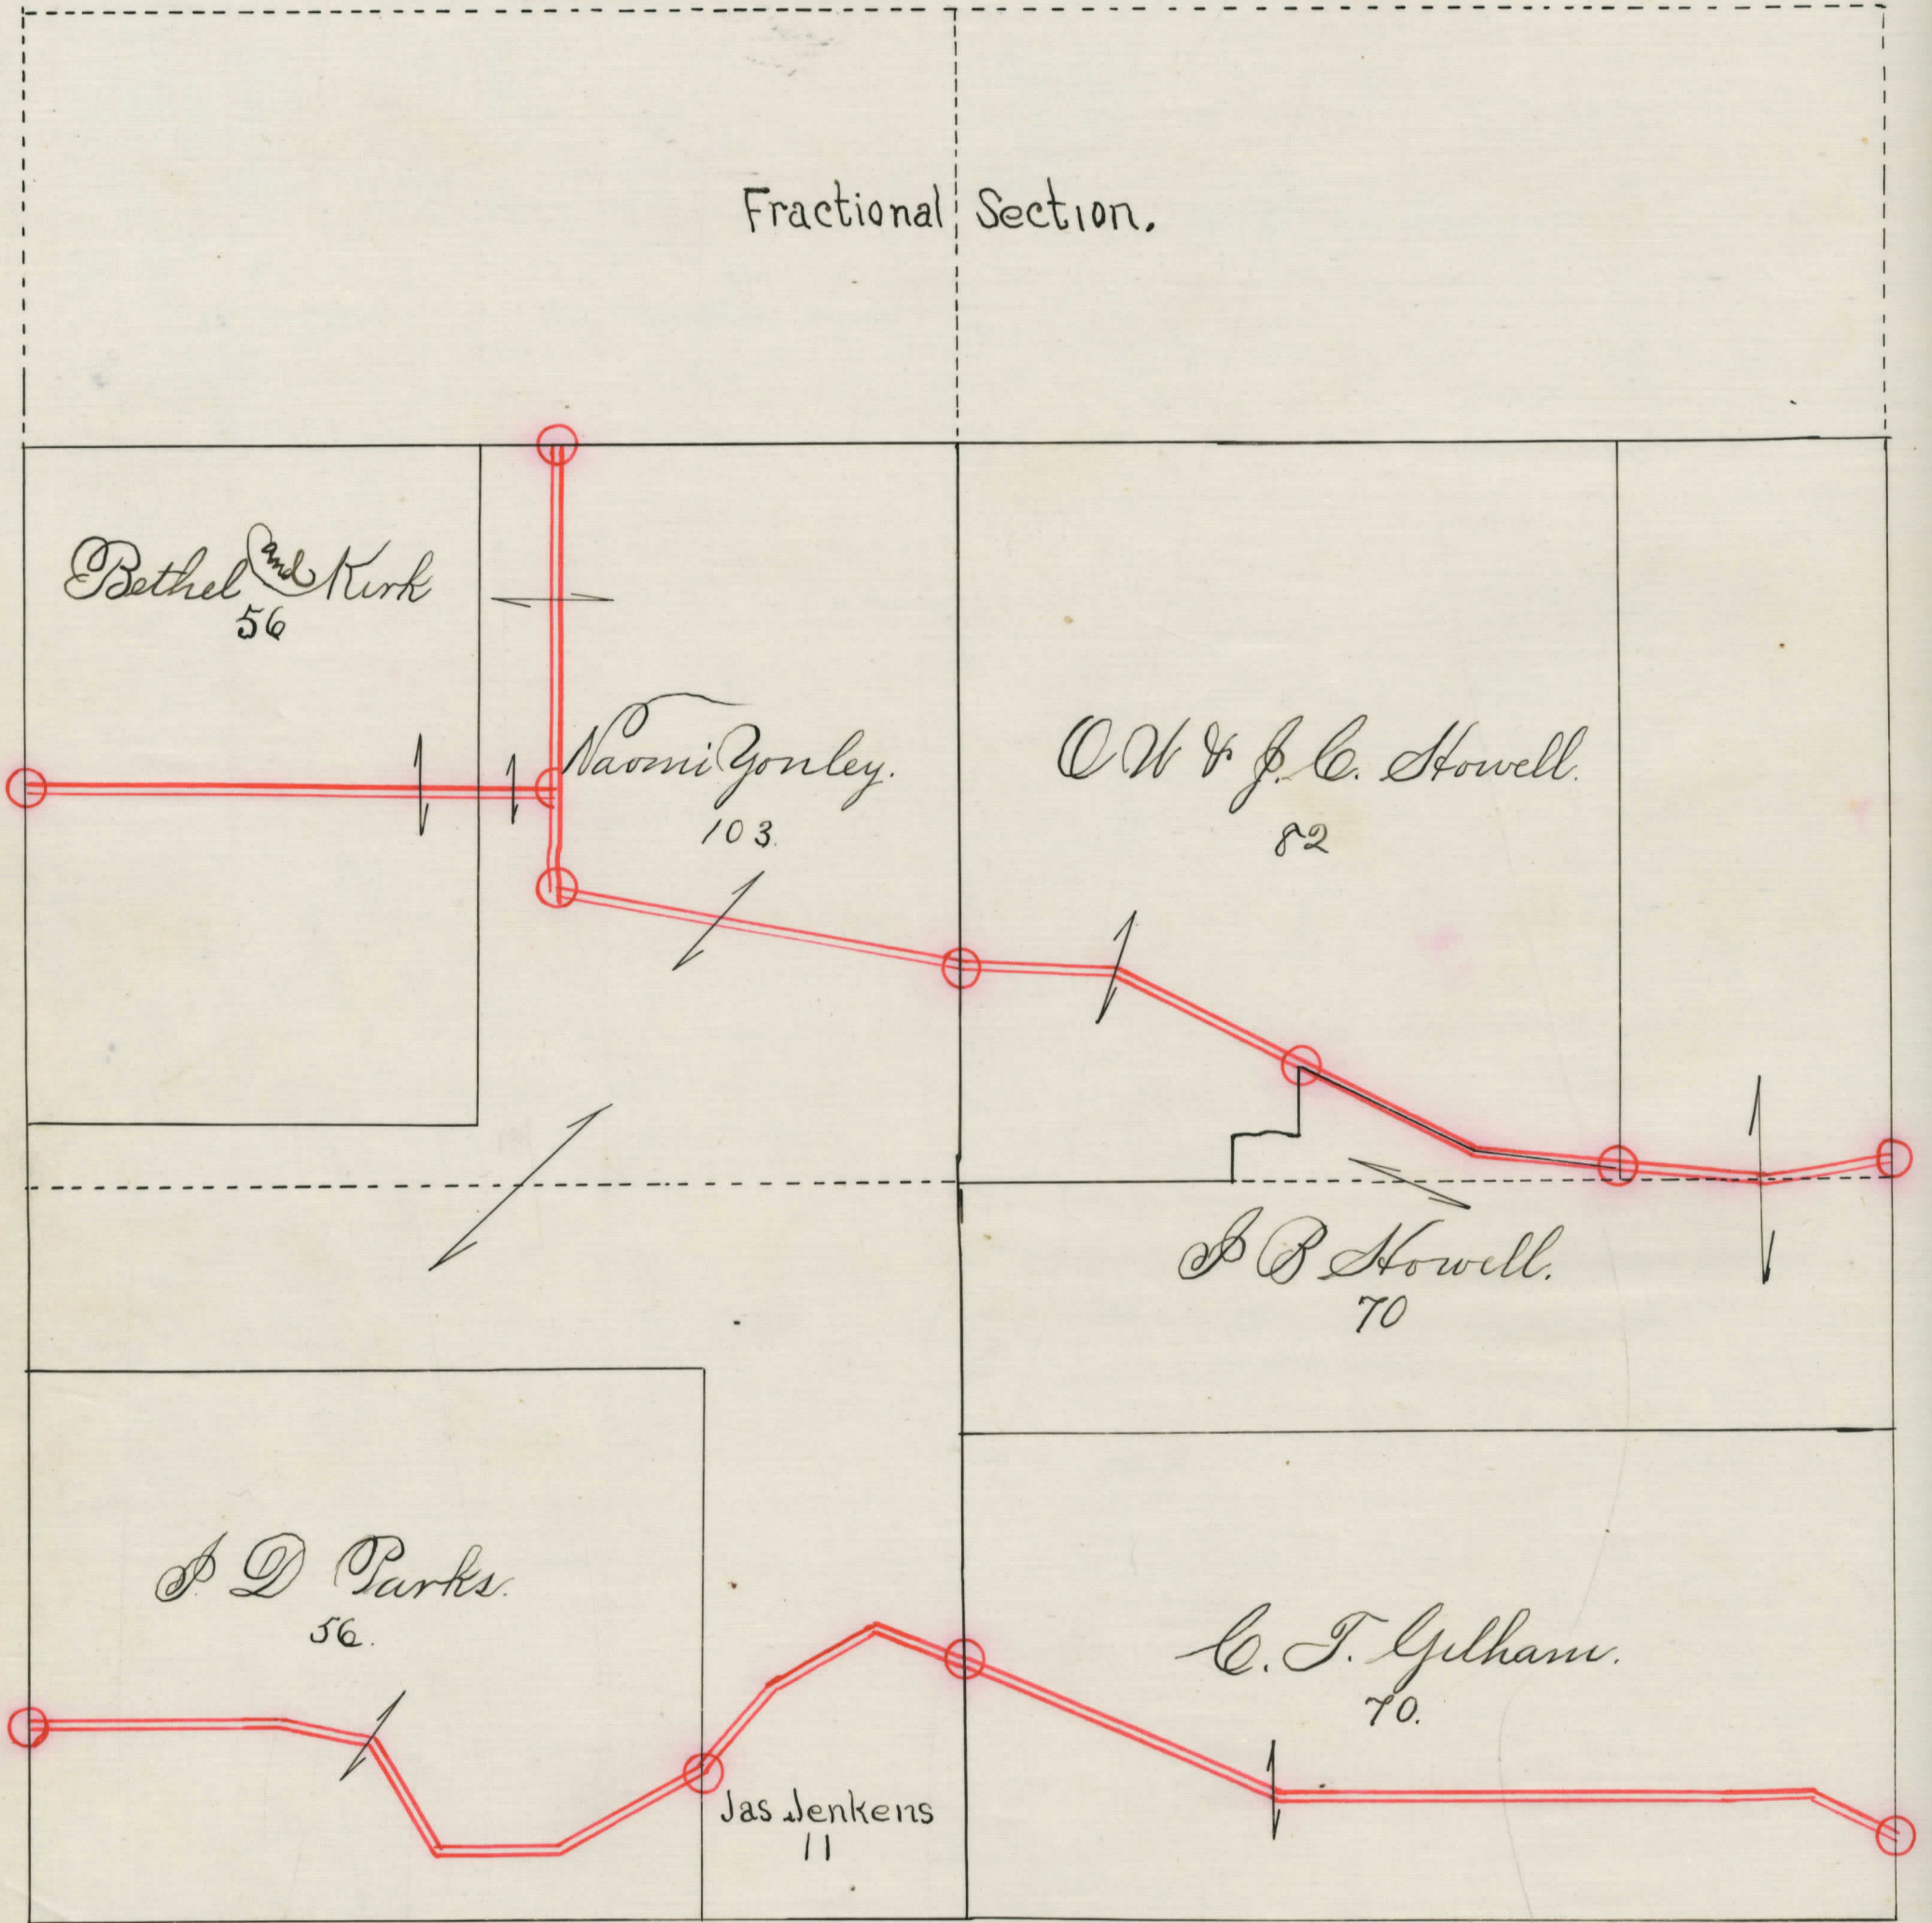 Fractional Section.
Bethel and Kirk
56
Naomi Yonley.
103.
O W & J. C. Howell.
82
J B Howell.
70
J D Parks.
56.
C. T. Gilham.
70.
Jas Jenkens
11